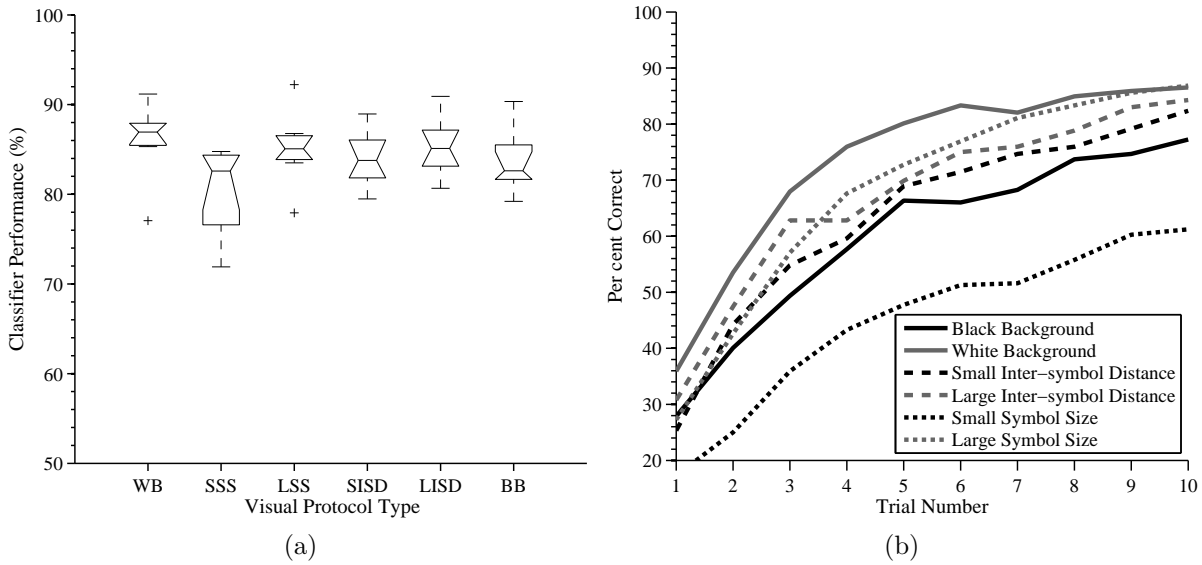 100
90
80
70
60
50
Classifier Performance (%)
WB SSS LSS SISD LISD BB
Visual Protocol Type
(a)
100
90
80
70
60
50
40
30
20
Per cent Correct
Black Background
White Background
Small Inter−symbol Distance
Large Inter−symbol Distance
Small Symbol Size
Large Symbol Size
1 2 3 4 5 6 7 8 9 10
Trial Number
(b)